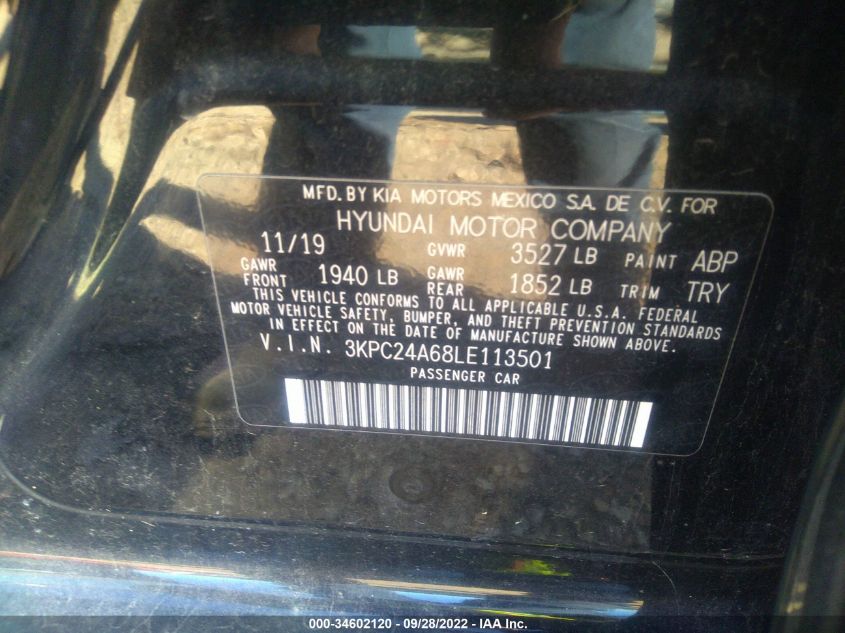 MFD. BY KIA MOTORS MEXICO S.A. DE C.V. FOR
HYUNDAI MOTOR COMPANY
11/19 GVWR 3527 LB PAINT ABP
GAWR FRONT 1940 LB GAWR REAR 1852 LB TRIM TRY
THIS VEHICLE CONFORMS TO ALL APPLICABLE U.S.A. FEDERAL
MOTOR VEHICLE SAFETY, BUMPER, AND THEFT PREVENTION STANDARDS
IN EFFECT ON THE DATE OF MANUFACTURE SHOWN ABOVE.
V.I.N. 3KPC24A68LE113501
PASSENGER CAR
000-34602120 - 09/28/2022 - IAA Inc.